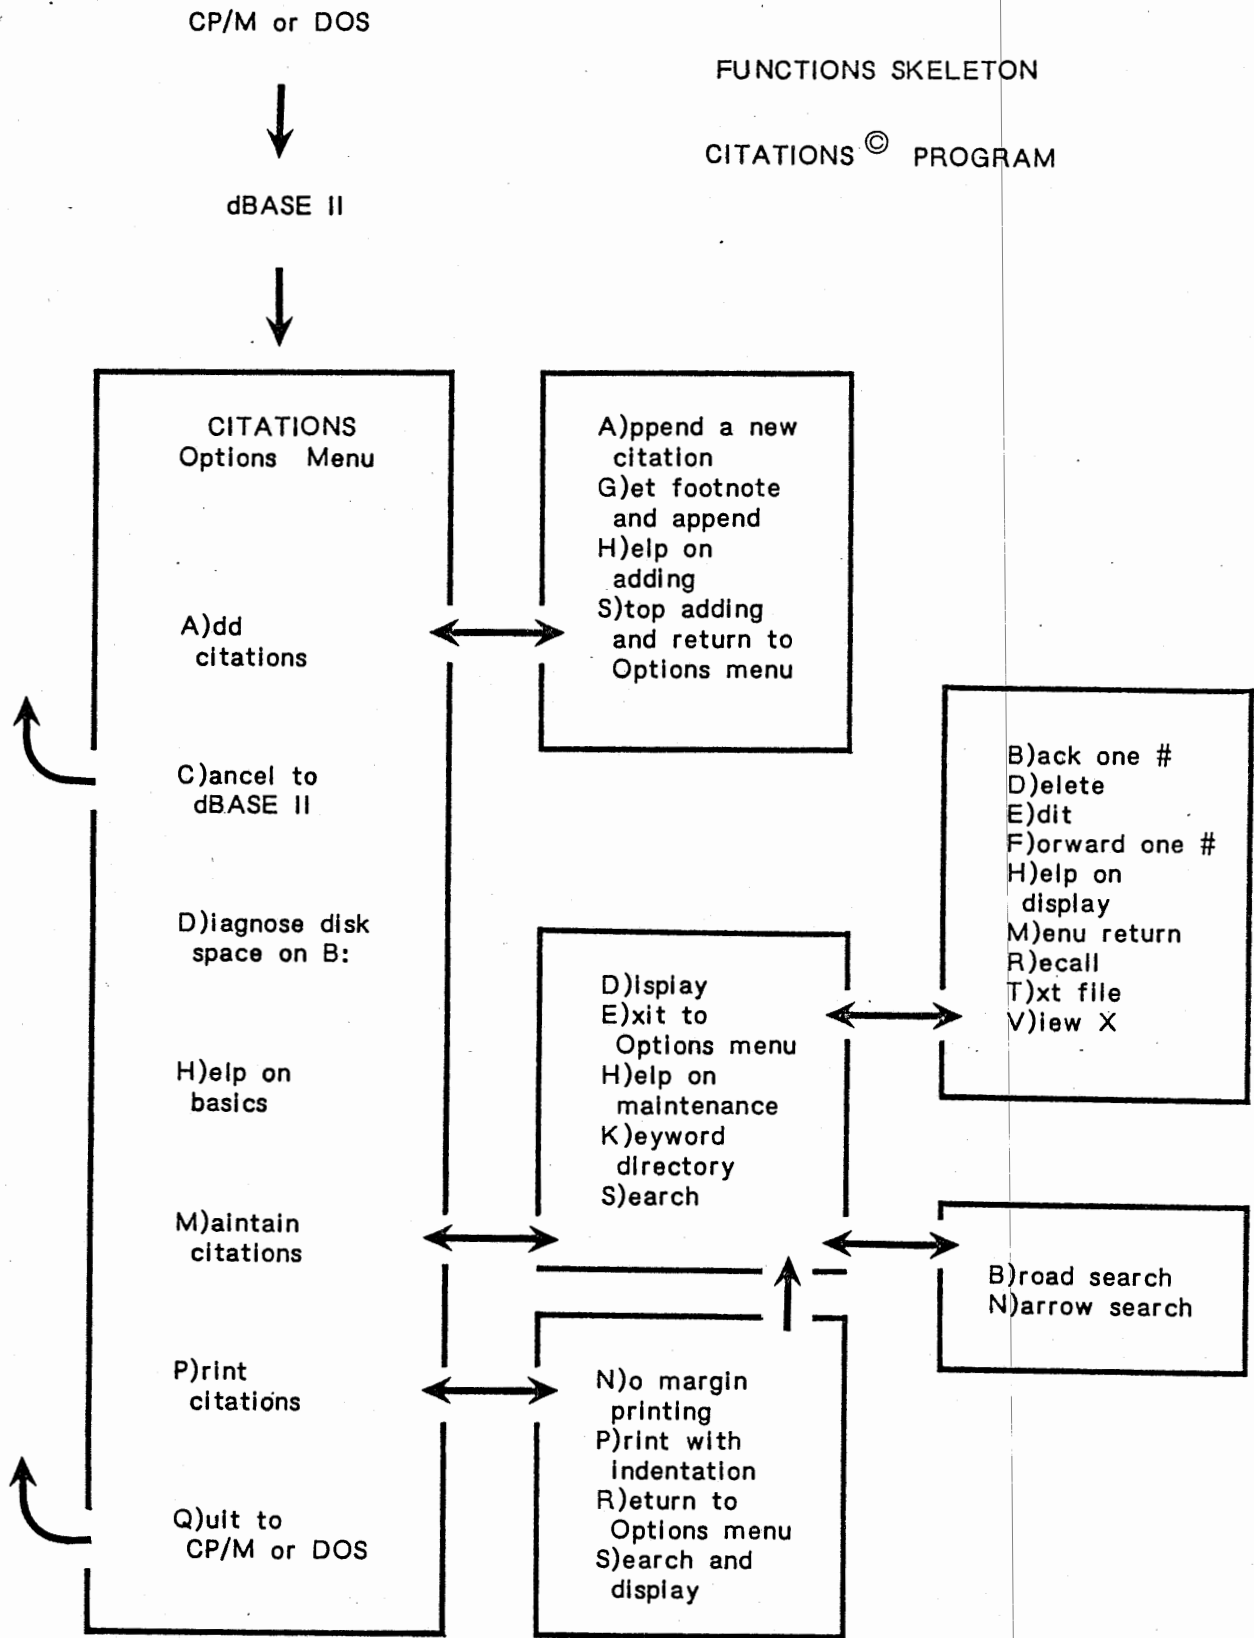 CP/M or DOS
FUNCTIONS SKELETON
CITATIONS © PROGRAM
dBASE II
CITATIONS
Options Menu
A)dd
citations
C)ancel to
dBASE II
D)iagnose disk
space on B:
H)elp on
basics
M)aintain
citations
P)rint
citations
Q)uit to
CP/M or DOS
A)ppend a new
citation
G)et footnote
and append
H)elp on
adding
S)top adding
and return to
Options menu
D)isplay
E)xit to
Options menu
H)elp on
maintenance
K)eyword
directory
S)earch
N)o margin
printing
P)rint with
indentation
R)eturn to
Options menu
S)earch and
display
B)ack one #
D)elete
E)dit
F)orward one #
H)elp on
display
M)enu return
R)ecall
T)xt file
V)iew X
B)road search
N)arrow search